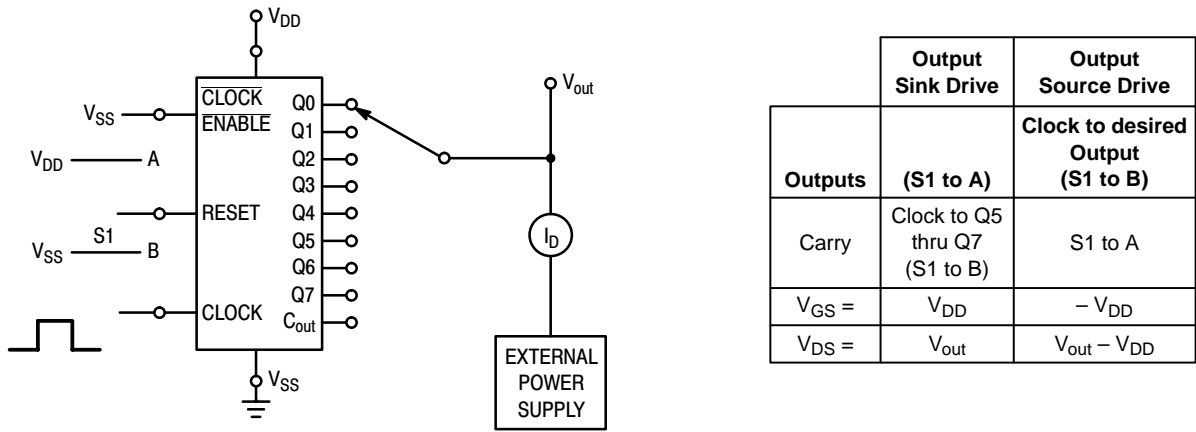 V_DD
V_SS
CLOCK
ENABLE
V_DD A
RESET
S1
V_SS B
CLOCK
Q0
Q1
Q2
Q3
Q4
Q5
Q6
Q7
C_out
V_SS
V_out
I_D
EXTERNAL
POWER
SUPPLY
Output
Sink Drive
Output
Source Drive
Outputs
(S1 to A)
Clock to desired
Output
(S1 to B)
Carry
Clock to Q5
thru Q7
(S1 to B)
S1 to A
V_GS =
V_DD
– V_DD
V_DS =
V_out
V_out – V_DD